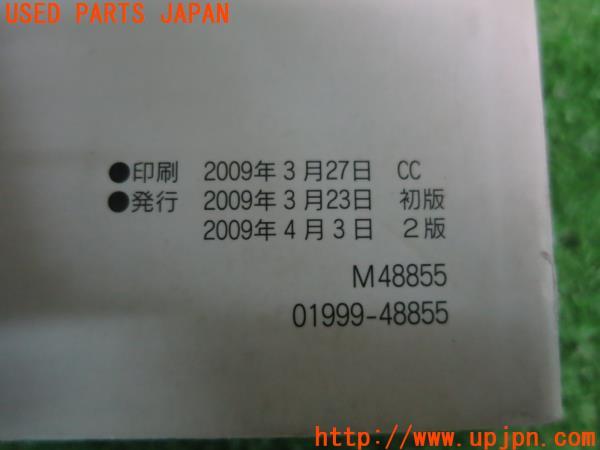 USED PARTS JAPAN
●印刷 2009年3月27日 CC
●発行 2009年3月23日 初版
2009年4月3日 2版
M48855
01999-48855
http://www.upjpn.com/